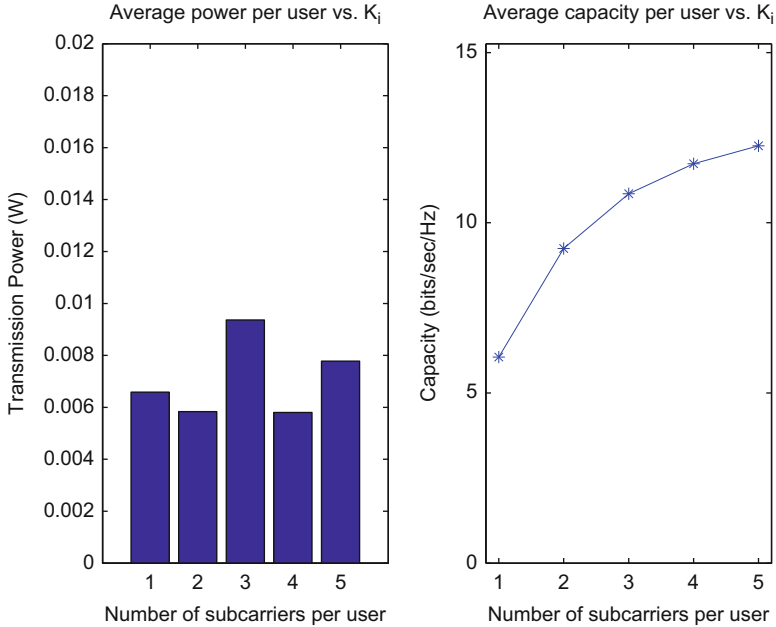 Average power per user vs. Kᵢ
0.02
0.018
0.016
0.014
0.012
0.01
0.008
0.006
0.004
0.002
0
Transmission Power (W)
1 2 3 4 5
Number of subcarriers per user
Average capacity per user vs. Kᵢ
15
10
5
0
Capacity (bits/sec/Hz)
1 2 3 4 5
Number of subcarriers per user